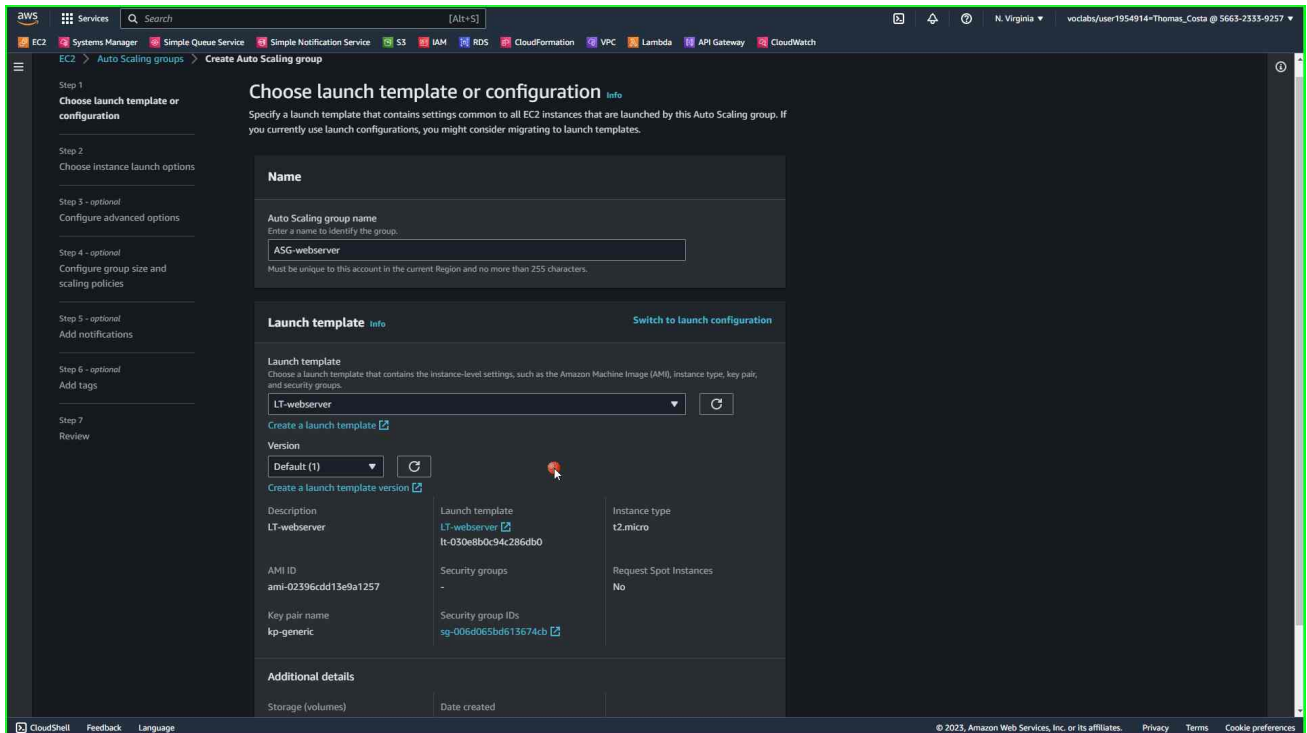 aws
Services
Search
[Alt+S]
N. Virginia
voclabs/user1954914=Thomas_Costa @ 5663-2333-9257
EC2
Systems Manager
Simple Queue Service
Simple Notification Service
S3
IAM
RDS
CloudFormation
VPC
Lambda
API Gateway
CloudWatch
EC2 > Auto Scaling groups > Create Auto Scaling group
Step 1
Choose launch template or
configuration
Step 2
Choose instance launch options
Step 3 - optional
Configure advanced options
Step 4 - optional
Configure group size and
scaling policies
Step 5 - optional
Add notifications
Step 6 - optional
Add tags
Step 7
Review
Choose launch template or configuration Info
Specify a launch template that contains settings common to all EC2 instances that are launched by this Auto Scaling group. If
you currently use launch configurations, you might consider migrating to launch templates.
Name
Auto Scaling group name
Enter a name to identify the group.
ASG-webserver
Must be unique to this account in the current Region and no more than 255 characters.
Launch template Info
Switch to launch configuration
Launch template
Choose a launch template that contains the instance-level settings, such as the Amazon Machine Image (AMI), instance type, key pair,
and security groups.
LT-webserver
Create a launch template
Version
Default (1)
Create a launch template version
Description
LT-webserver
Launch template
LT-webserver
lt-030e8b0c94c286db0
Instance type
t2.micro
AMI ID
ami-02396cdd13e9a1257
Security groups
-
Request Spot Instances
No
Key pair name
kp-generic
Security group IDs
sg-006d065bd613674cb
Additional details
Storage (volumes)
Date created
CloudShell
Feedback
Language
© 2023, Amazon Web Services, Inc. or its affiliates.
Privacy
Terms
Cookie preferences